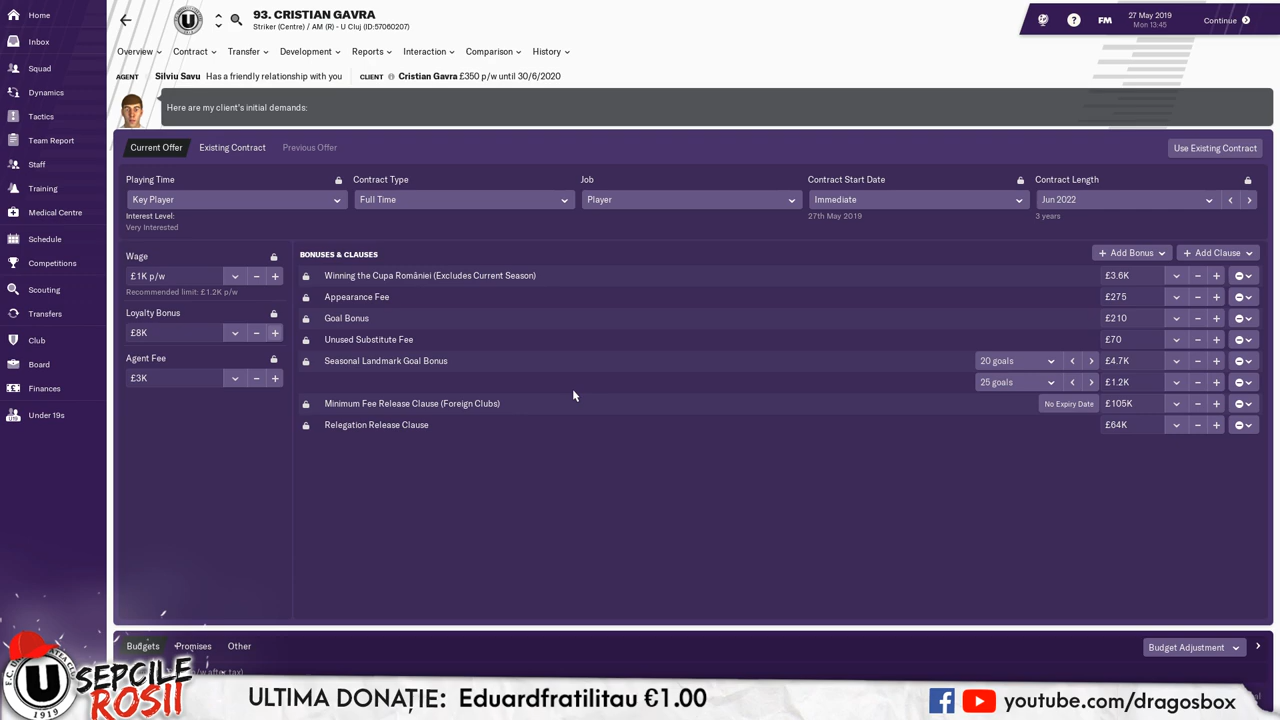 Home
Inbox
Squad
Dynamics
Tactics
Team Report
Staff
Training
Medical Centre
Schedule
Competitions
Scouting
Transfers
Club
Board
Finances
Under 19s
93. CRISTIAN GAVRA
Striker (Centre) / AM (R) - U Cluj (ID:57060207)
FM
27 May 2019
Mon 13:45
Continue
Overview
Contract
Transfer
Development
Reports
Interaction
Comparison
History
AGENT Silviu Savu Has a friendly relationship with you
CLIENT Cristian Gavra £350 p/w until 30/6/2020
Here are my client's initial demands:
Current Offer
Existing Contract
Previous Offer
Use Existing Contract
Playing Time
Key Player
Interest Level:
Very Interested
Contract Type
Full Time
Job
Player
Contract Start Date
Immediate
27th May 2019
Contract Length
Jun 2022
3 years
Wage
£1K p/w
Recommended limit: £1.2K p/w
Loyalty Bonus
£8K
Agent Fee
£3K
BONUSES & CLAUSES
Add Bonus
Add Clause
Winning the Cupa României (Excludes Current Season) £3.6K
Appearance Fee £275
Goal Bonus £210
Unused Substitute Fee £70
Seasonal Landmark Goal Bonus 20 goals £4.7K
25 goals £1.2K
Minimum Fee Release Clause (Foreign Clubs) No Expiry Date £105K
Relegation Release Clause £64K
Budgets
Promises
Other
Budget Adjustment
p/w after tax)
U
1919
SEPCILE
ROSII
ULTIMA DONAȚIE: Eduardfratilitau €1.00
youtube.com/dragosbox